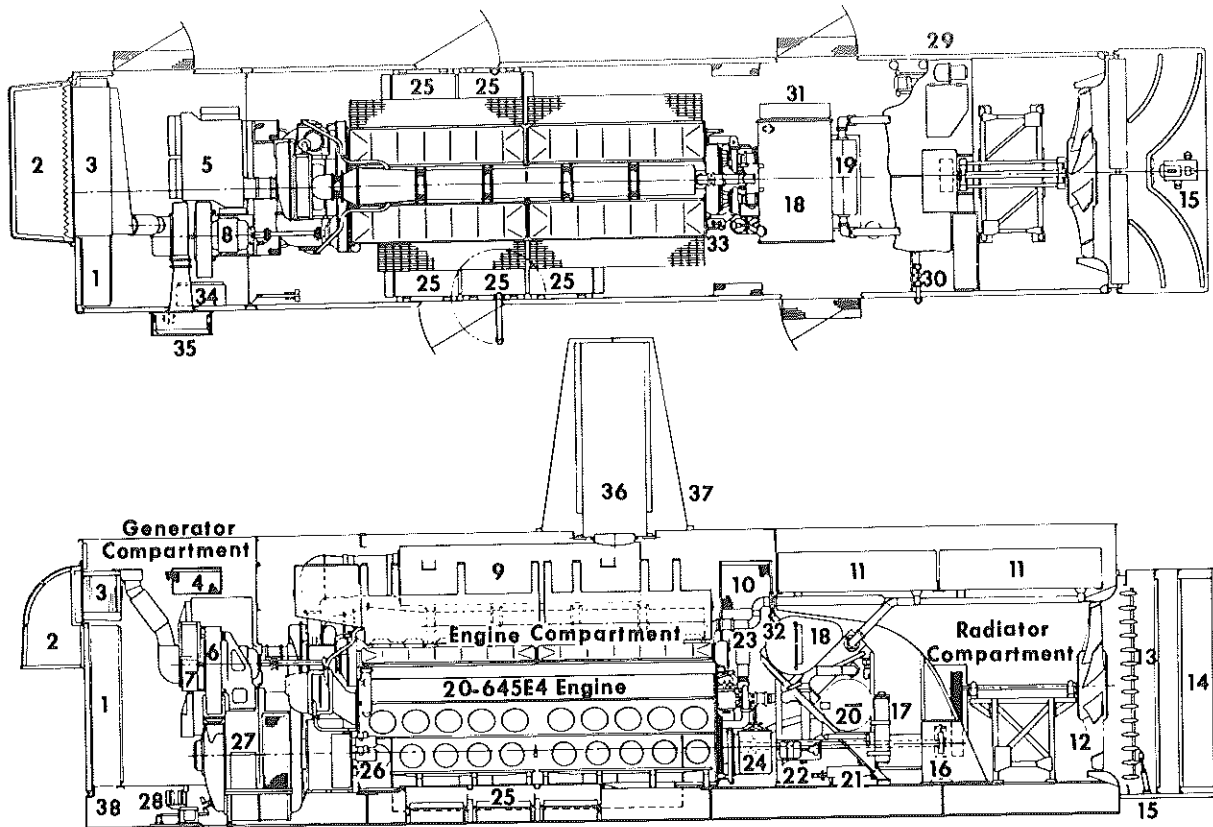 29
25 25
31
2 3 5 19
18 15
8
33
1
25 25 25 30
34
35
36 37
Generator
Compartment
9
4 10 11 11
3
2 23 32 18
Engine Compartment Radiator
Compartment
6
7 20-645E4 Engine 13 14
1
20 17
27 12
24
26 16
22 21
28 25
38 15